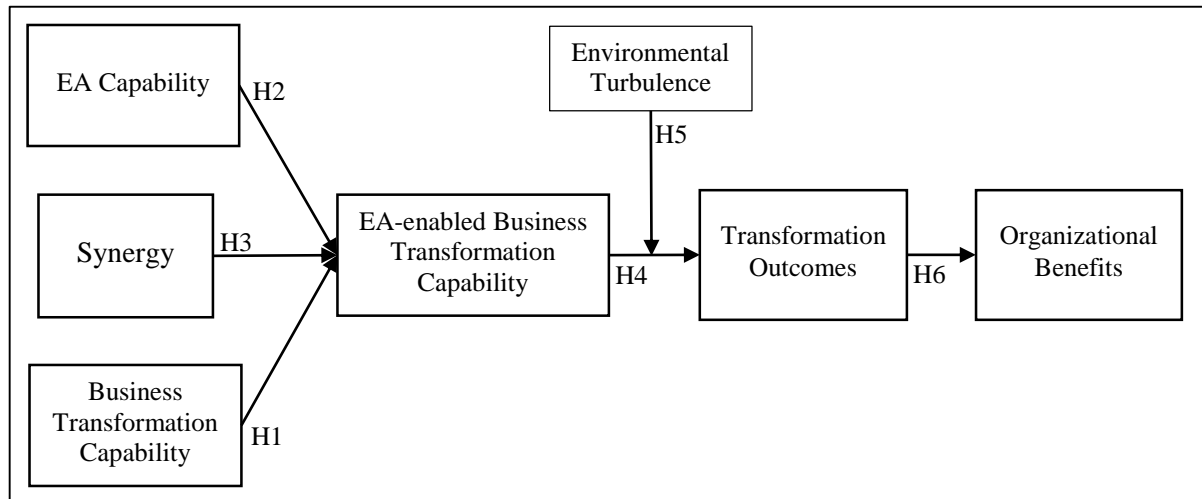 EA Capability
H2
Environmental
Turbulence
H5
Synergy
H3
EA-enabled Business
Transformation
Capability
H4
Transformation
Outcomes
H6
Organizational
Benefits
Business
Transformation
Capability
H1